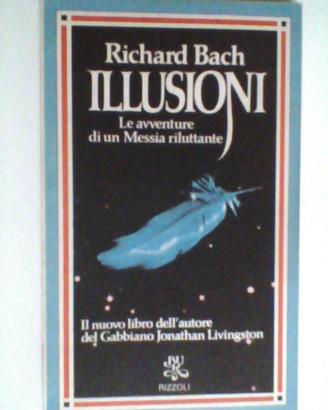 Richard Bach
ILLUSIONI
Le avventure
di un Messia riluttante
Il nuovo libro dell'autore
del Gabbiano Jonathan Livingston
BUR
RIZZOLI